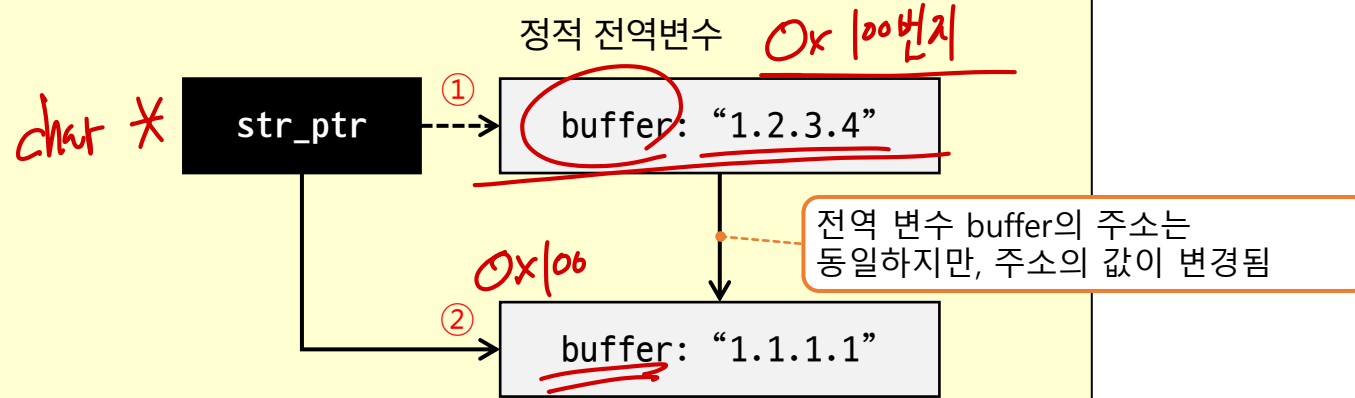 정적 전역변수
0x 100번지
char *
str_ptr
①
buffer: “1.2.3.4”
전역 변수 buffer의 주소는
동일하지만, 주소의 값이 변경됨
0x100
②
buffer: “1.1.1.1”